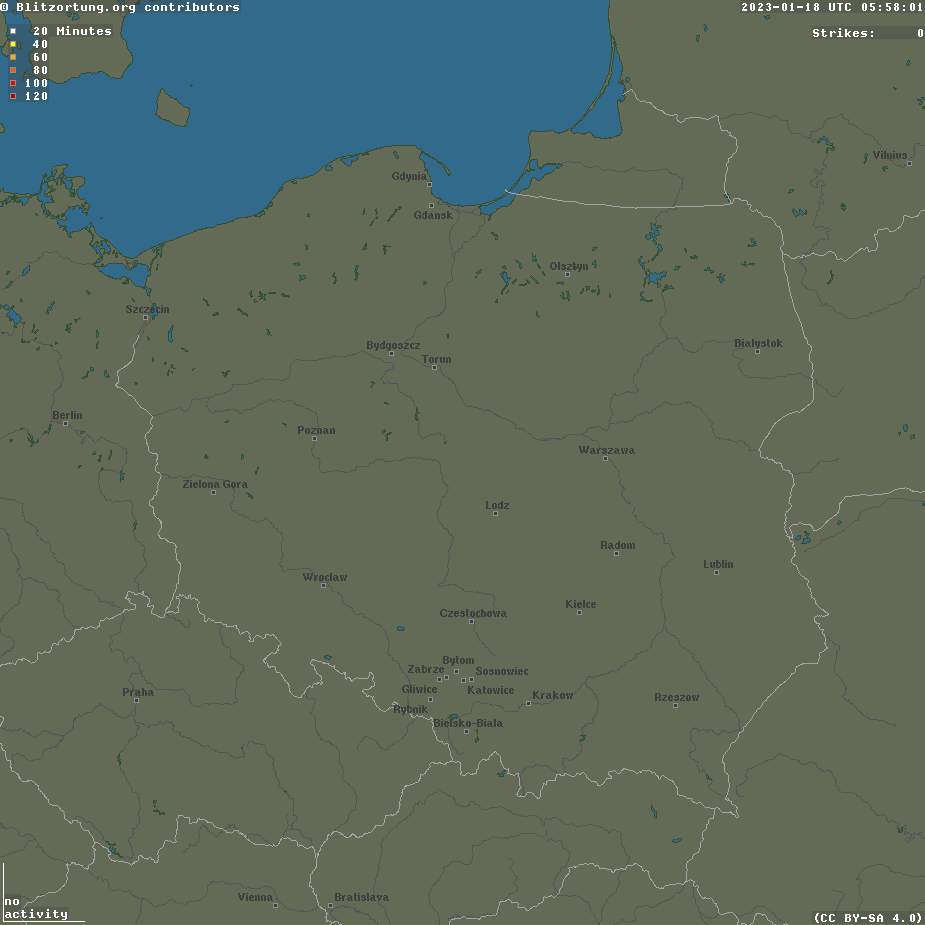 © Blitzortung.org contributors
2023-01-18 UTC 05:58:01
20 Minutes
40
60
80
100
120
Strikes: 0
Vilnius
Gdynia
Gdansk
Olsztyn
Szczecin
Bydgoszcz
Torun
Bialystok
Berlin
Poznan
Warszawa
Zielona Gora
Lodz
Radom
Lublin
Wroclaw
Kielce
Czestochowa
Bytom
Zabrze
Sosnowiec
Gliwice
Katowice
Krakow
Praha
Rzeszow
Rybnik
Bielsko-Biala
Vienna
Bratislava
no
activity
(CC BY-SA 4.0)